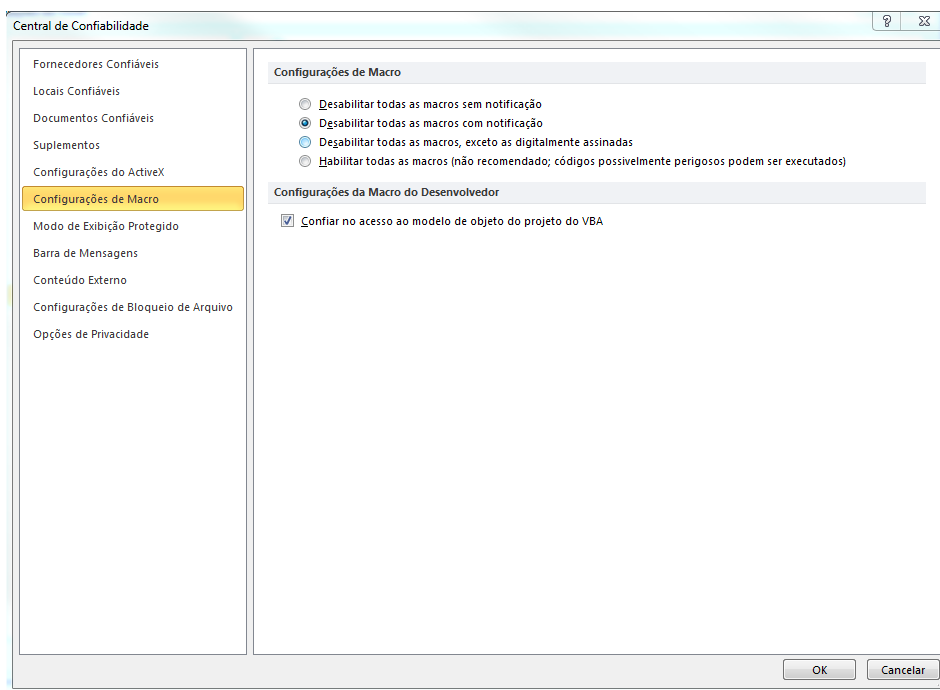 Central de Confiabilidade
?
Fornecedores Confiáveis
Locais Confiáveis
Documentos Confiáveis
Suplementos
Configurações do ActiveX
Configurações de Macro
Modo de Exibição Protegido
Barra de Mensagens
Conteúdo Externo
Configurações de Bloqueio de Arquivo
Opções de Privacidade
Configurações de Macro
Desabilitar todas as macros sem notificação
Desabilitar todas as macros com notificação
Desabilitar todas as macros, exceto as digitalmente assinadas
Habilitar todas as macros (não recomendado; códigos possivelmente perigosos podem ser executados)
Configurações da Macro do Desenvolvedor
Confiar no acesso ao modelo de objeto do projeto do VBA
OK
Cancelar